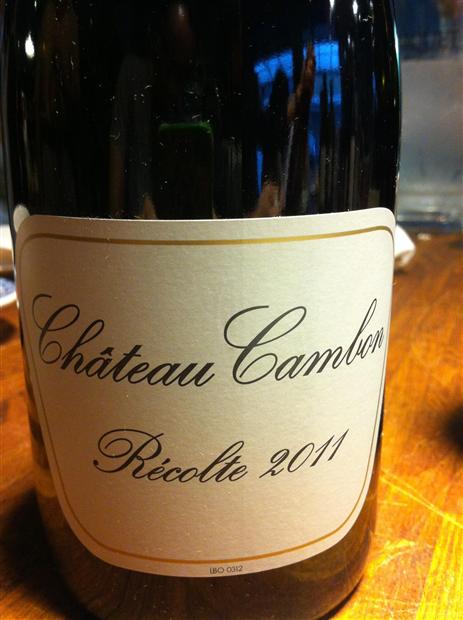 Château Cambon
Récolte 2011
LBO 0312